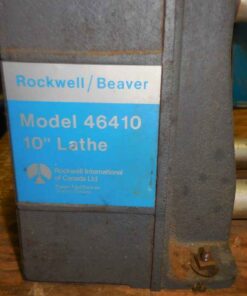 Rockwell/Beaver
Model 46410
10" Lathe
Rockwell International
of Canada Ltd